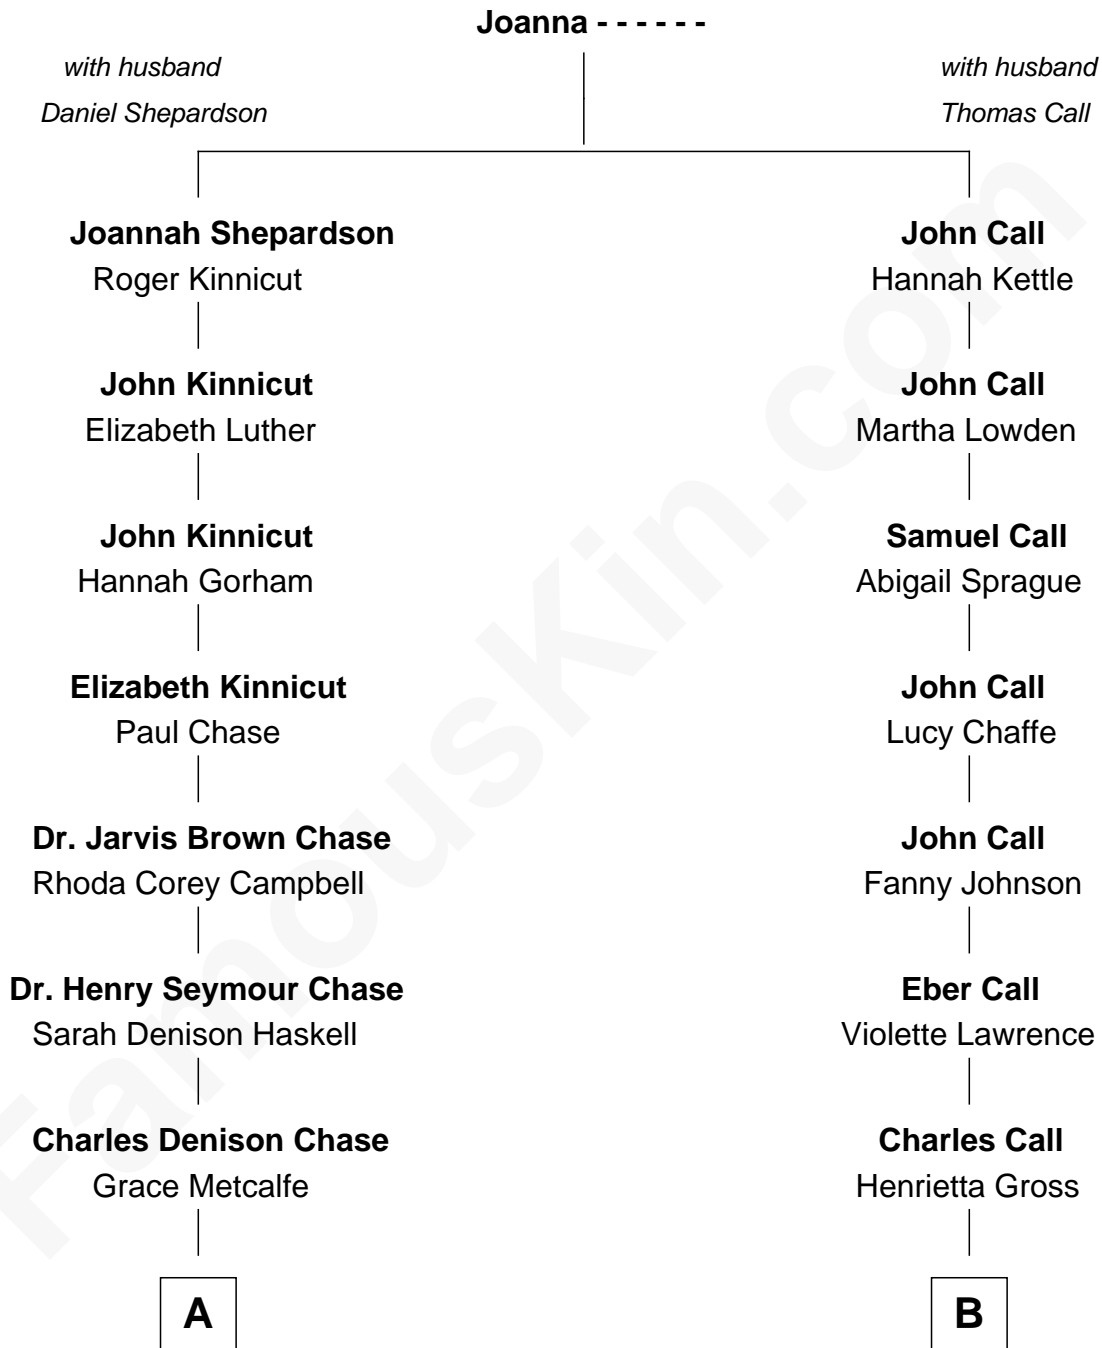 Joanna - - - - - -
with husband
Daniel Shepardson
with husband
Thomas Call
Joannah Shepardson
Roger Kinnicut
John Call
Hannah Kettle
John Kinnicut
Elizabeth Luther
John Call
Martha Lowden
John Kinnicut
Hannah Gorham
Samuel Call
Abigail Sprague
Elizabeth Kinnicut
Paul Chase
John Call
Lucy Chaffe
Dr. Jarvis Brown Chase
Rhoda Corey Campbell
John Call
Fanny Johnson
Dr. Henry Seymour Chase
Sarah Denison Haskell
Eber Call
Violette Lawrence
Charles Denison Chase
Grace Metcalfe
Charles Call
Henrietta Gross
A
B
FamousKin.com